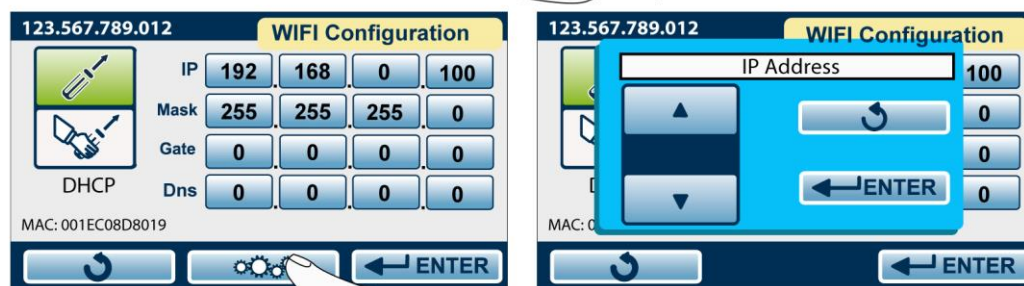 123.567.789.012
WIFI Configuration
IP 192 . 168 . 0 . 100
Mask 255 . 255 . 255 . 0
Gate 0 . 0 . 0 . 0
DHCP
Dns 0 . 0 . 0 . 0
MAC: 001EC08D8019
ENTER
123.567.789.012
WIFI Configuration
IP Address
100
0
0
ENTER
0
D
MAC: 0
ENTER